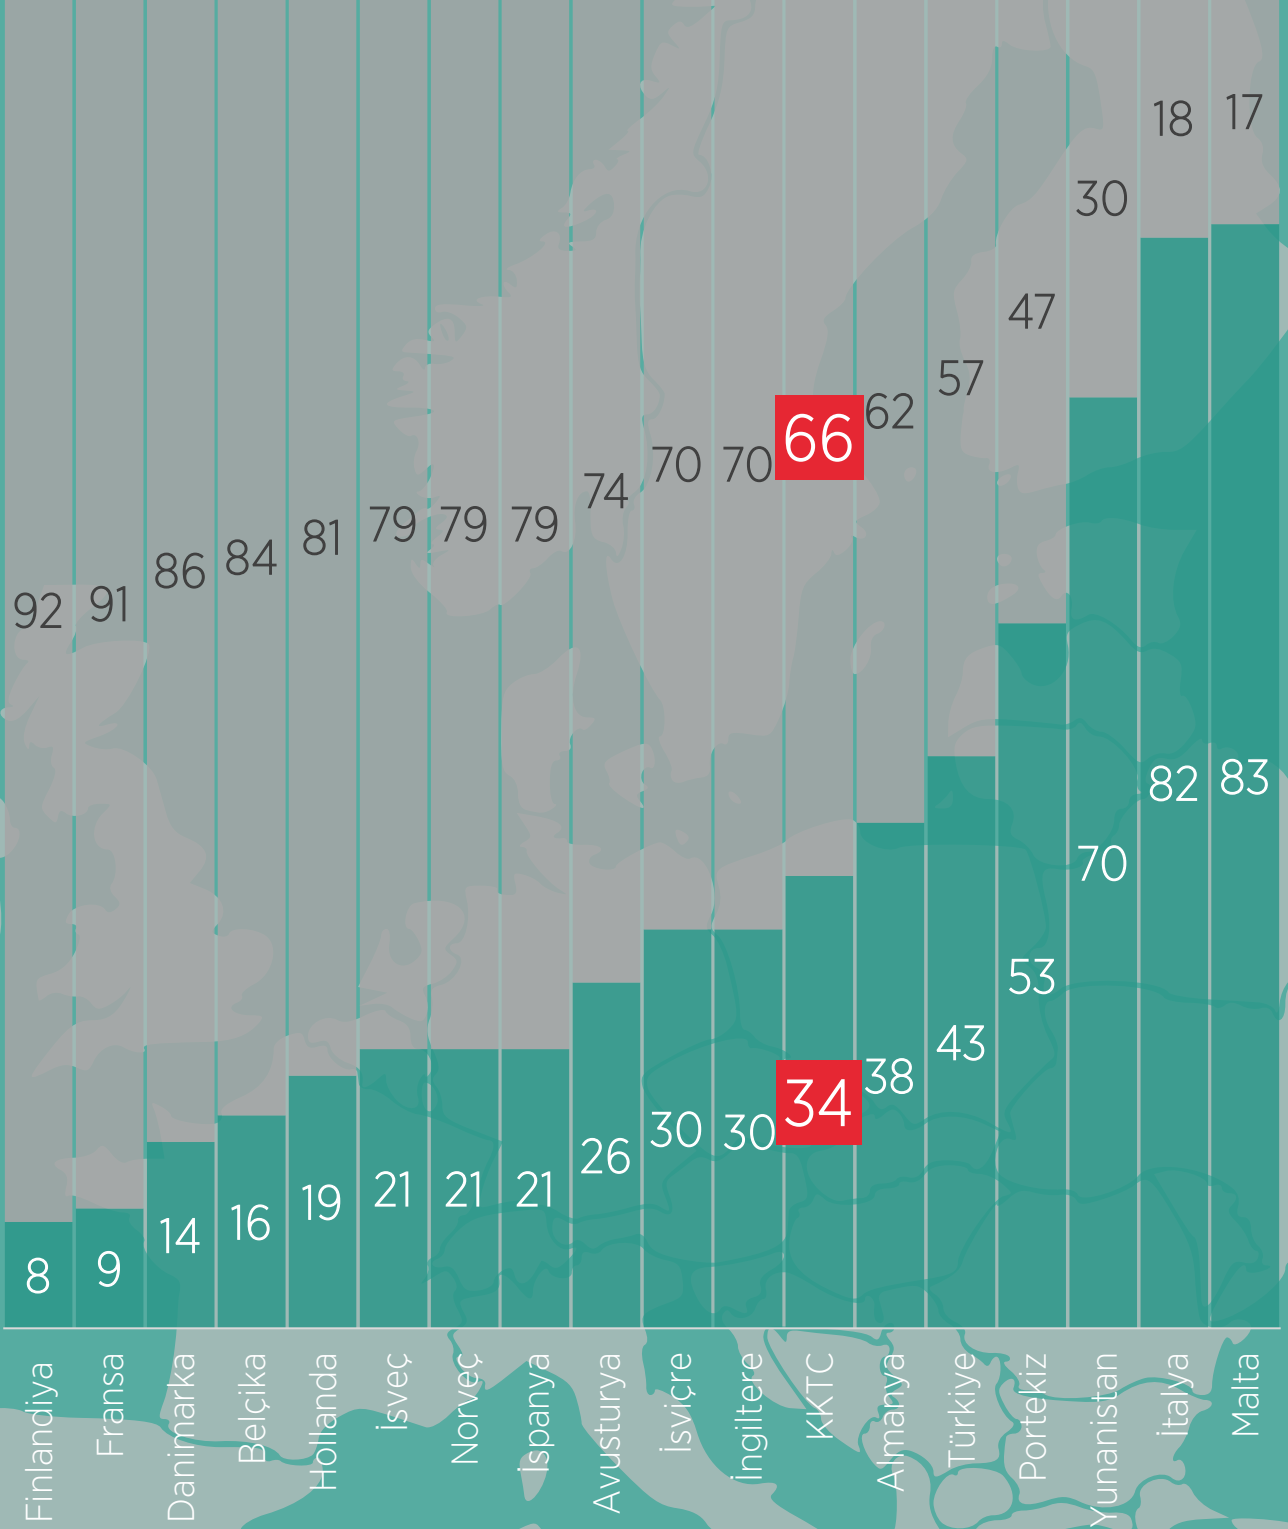 18
17
30
47
57
62
66
70
70
74
79
79
79
81
84
86
91
92
83
82
70
53
43
38
34
30
30
26
21
21
21
19
16
14
9
8
Finlandiya
Fransa
Danimarka
Belçika
Hollanda
İsveç
Norveç
İspanya
Avusturya
İsviçre
İngiltere
KKTC
Almanya
Türkiye
Portekiz
Yunanistan
İtalya
Malta